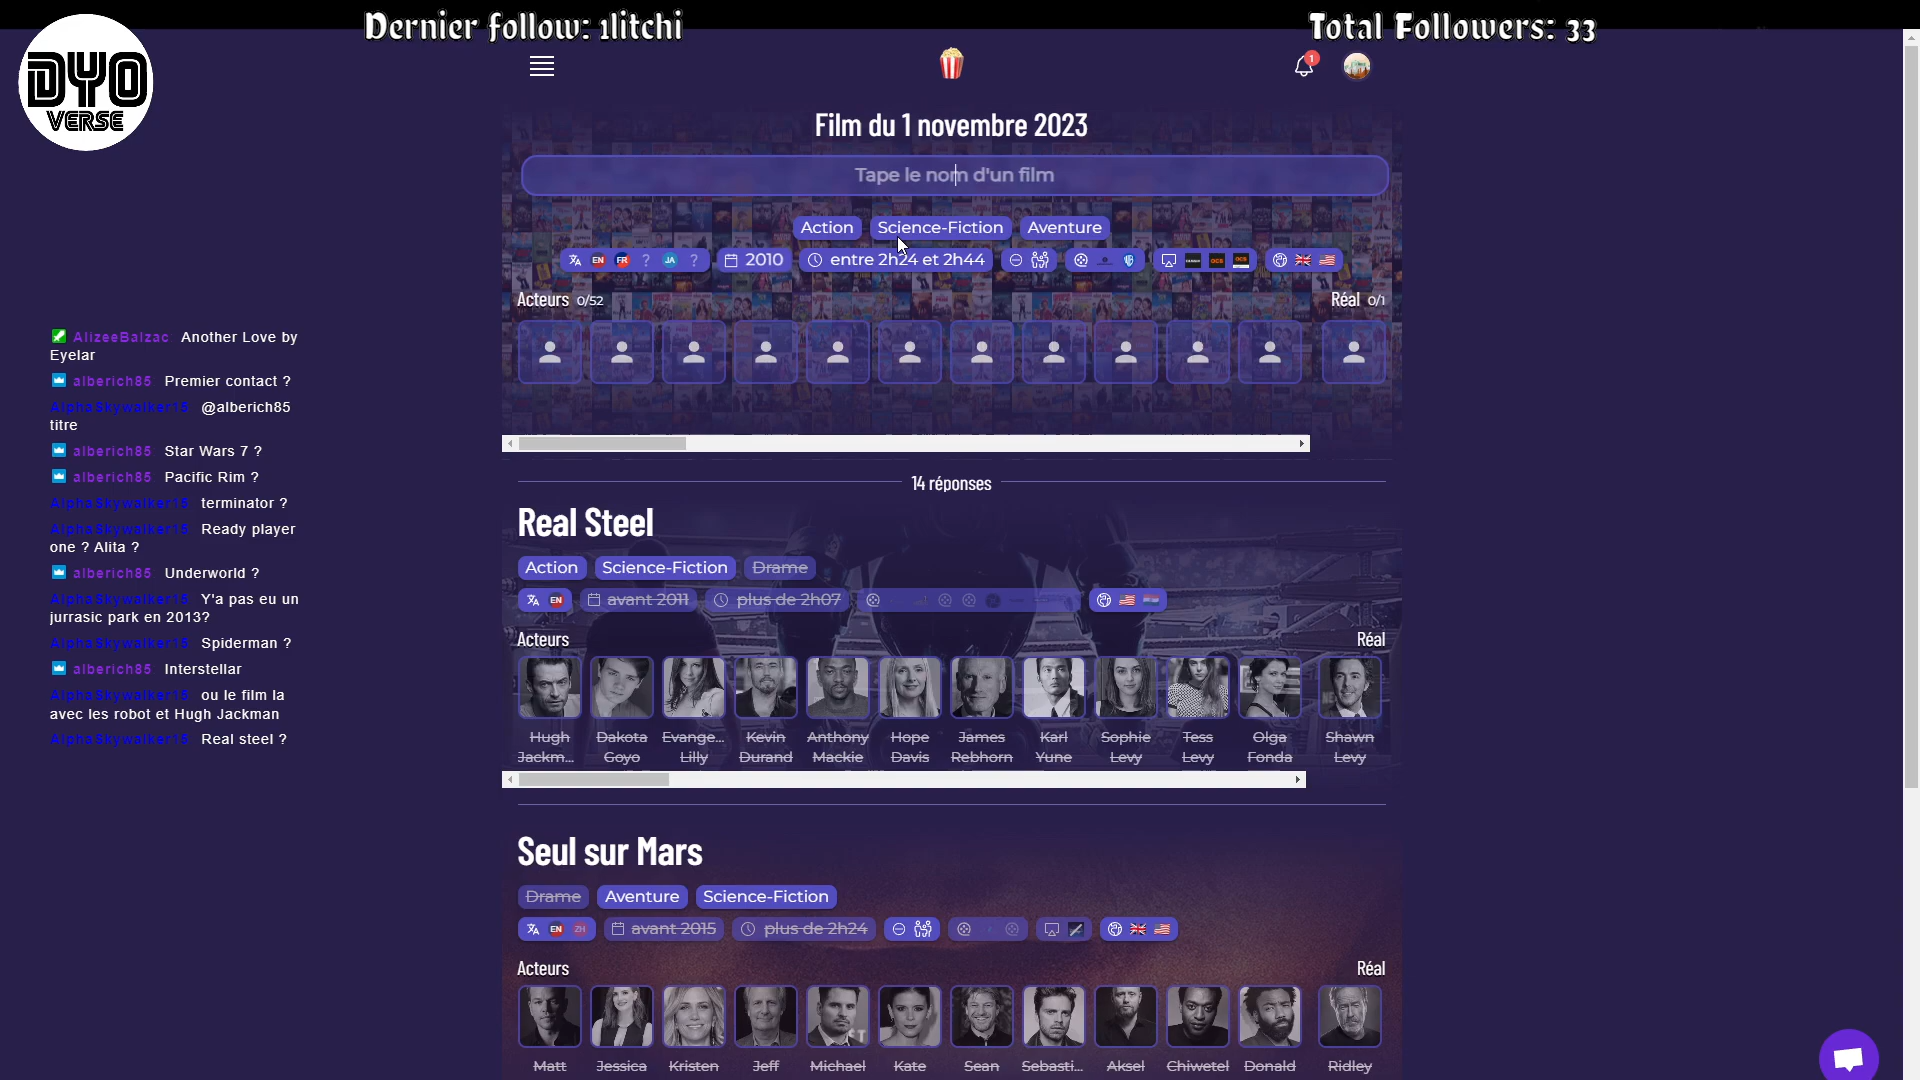 Dernier follow: 1litchi
Total Followers: 33
DYO
VERSE
1
Film du 1 novembre 2023
Tape le nom d'un film
Action Science-Fiction Aventure
EN FR ? JA ? 2010 entre 2h24 et 2h44
Acteurs 0/52
Réal 0/1
14 réponses
Real Steel
Action Science-Fiction Drame
EN avant 2011 plus de 2h07
Acteurs
Réal
Hugh Jackm...
Dakota Goyo
Evange... Lilly
Kevin Durand
Anthony Mackie
Hope Davis
James Rebhorn
Karl Yune
Sophie Levy
Tess Levy
Olga Fonda
Shawn Levy
Seul sur Mars
Drame Aventure Science-Fiction
EN ZH avant 2015 plus de 2h24
Acteurs
Réal
Matt
Jessica
Kristen
Jeff
Michael
Kate
Sean
Sebasti...
Aksel
Chiwetel
Donald
Ridley
AlizeeBalzac Another Love by
Eyelar
alberich85 Premier contact ?
AlphaSkywalker15 @alberich85
titre
alberich85 Star Wars 7 ?
alberich85 Pacific Rim ?
AlphaSkywalker15 terminator ?
AlphaSkywalker15 Ready player
one ? Alita ?
alberich85 Underworld ?
AlphaSkywalker15 Y'a pas eu un
jurrasic park en 2013?
AlphaSkywalker15 Spiderman ?
alberich85 Interstellar
AlphaSkywalker15 ou le film la
avec les robot et Hugh Jackman
AlphaSkywalker15 Real steel ?